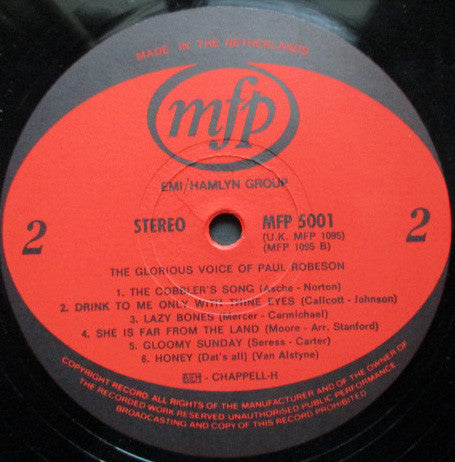 MADE IN THE NETHERLANDS
mfp
EMI/HAMLYN GROUP
2
STEREO
MFP 5001
(U.K. MFP 1095)
(MFP 1095 B)
2
THE GLORIOUS VOICE OF PAUL ROBESON
1. THE COBBLER'S SONG (Asche - Norton)
2. DRINK TO ME ONLY WITH THINE EYES (Callcott - Johnson)
3. LAZY BONES (Mercer - Carmichael)
4. SHE IS FAR FROM THE LAND (Moore - Arr. Stanford)
5. GLOOMY SUNDAY (Seress - Carter)
6. HONEY (Dat's all) (Van Alstyne)
- CHAPPELL-H
COPYRIGHT RECORD. ALL RIGHTS OF THE MANUFACTURER AND OF THE OWNER OF
THE RECORDED WORK RESERVED. UNAUTHORISED PUBLIC PERFORMANCE
BROADCASTING AND COPY OF THIS RECORD PROHIBITED